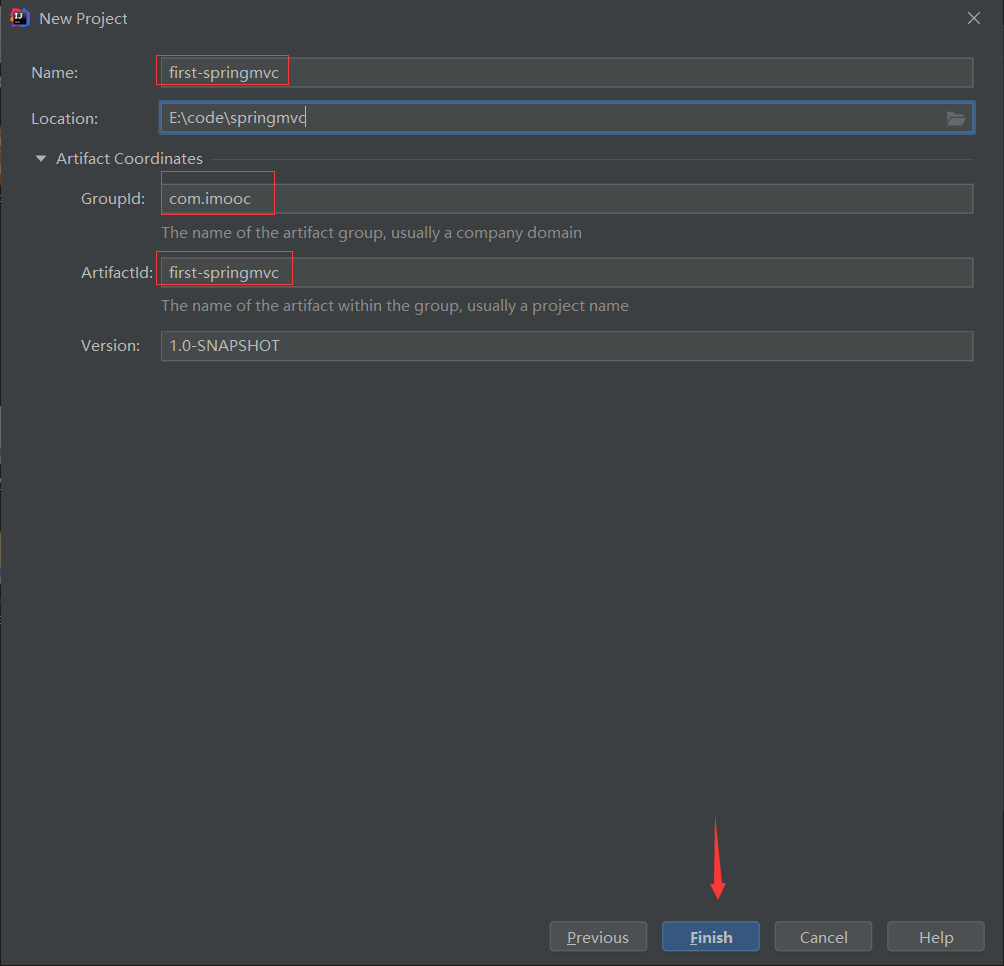 New Project
Name: first-springmvc
Location: E:\code\springmvc
Artifact Coordinates
GroupId: com.imooc
The name of the artifact group, usually a company domain
ArtifactId: first-springmvc
The name of the artifact within the group, usually a project name
Version: 1.0-SNAPSHOT
Previous Finish Cancel Help